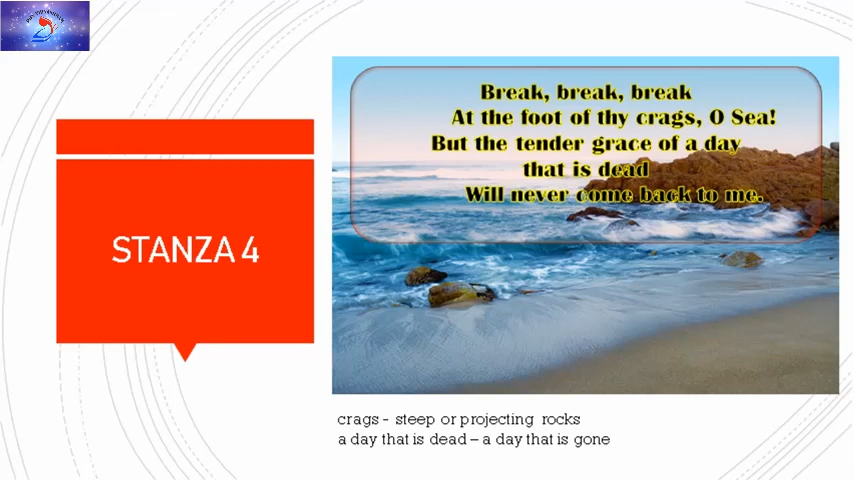 STANZA 4
Break, break, break
At the foot of thy crags, O Sea!
But the tender grace of a day
that is dead
Will never come back to me.
crags - steep or projecting rocks
a day that is dead – a day that is gone